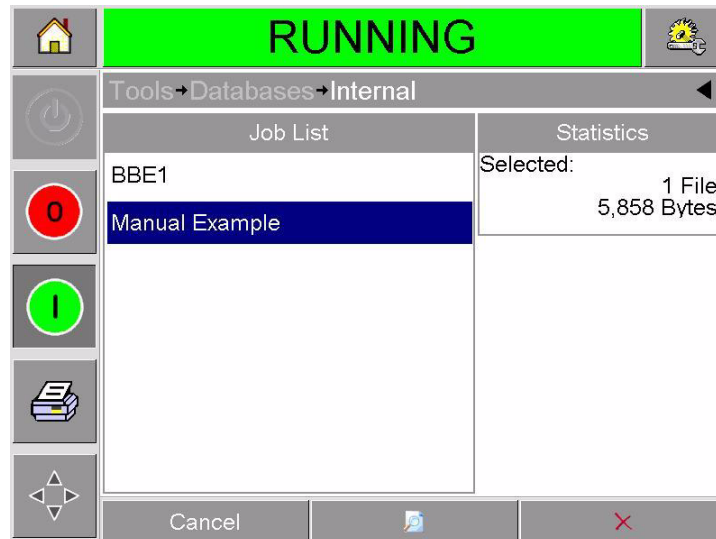 RUNNING
Tools→Databases→Internal
Job List
Statistics
BBE1
Manual Example
Selected:
1 File
5,858 Bytes
0
I
Cancel